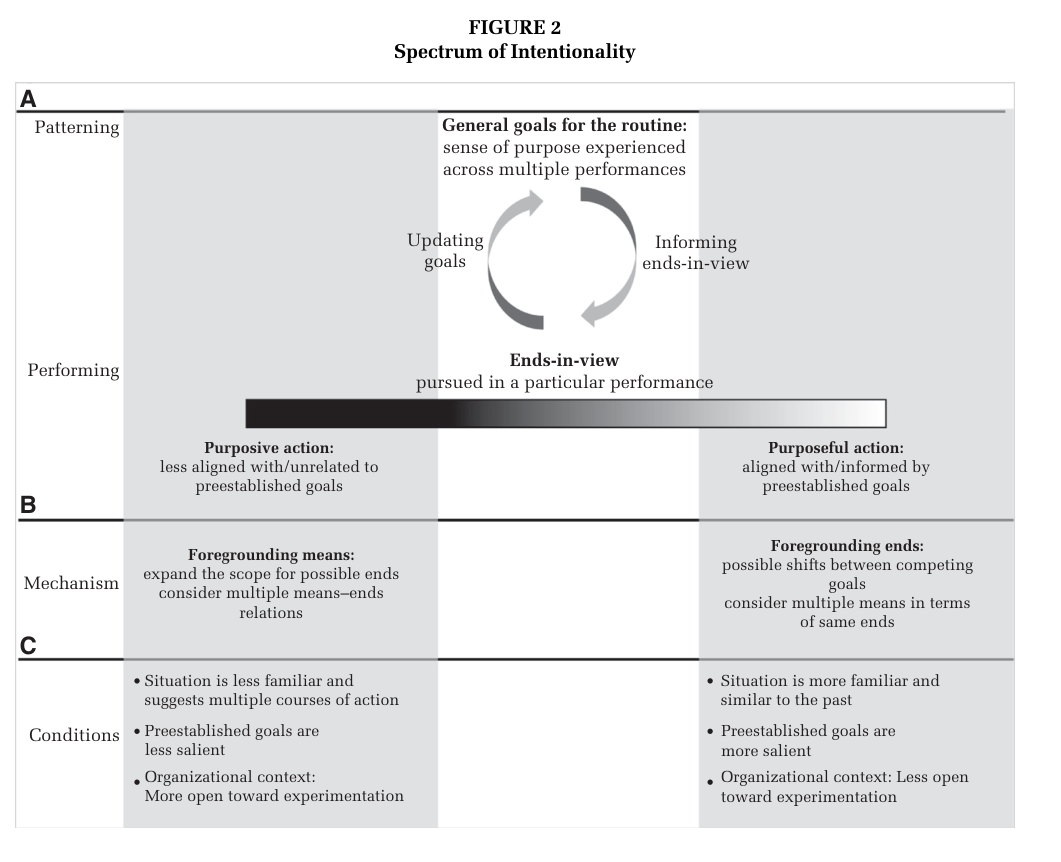 FIGURE 2
Spectrum of Intentionality
A
Patterning
General goals for the routine:
sense of purpose experienced
across multiple performances
Updating
goals
Informing
ends-in-view
Performing
Ends-in-view
pursued in a particular performance
Purposive action:
less aligned with/unrelated to
preestablished goals
Purposeful action:
aligned with/informed by
preestablished goals
B
Mechanism
Foregrounding means:
expand the scope for possible ends
consider multiple means–ends
relations
Foregrounding ends:
possible shifts between competing
goals
consider multiple means in terms
of same ends
C
Conditions
• Situation is less familiar and
suggests multiple courses of action
• Preestablished goals are
less salient
• Organizational context:
More open toward experimentation
• Situation is more familiar and
similar to the past
• Preestablished goals are
more salient
• Organizational context: Less open
toward experimentation